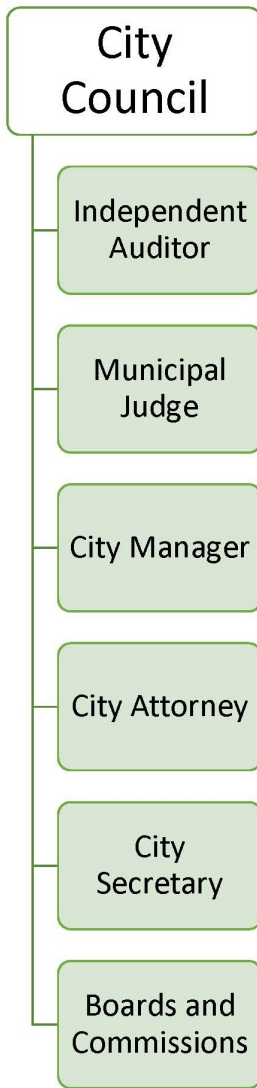 City
Council
Independent
Auditor
Municipal
Judge
City Manager
City Attorney
City
Secretary
Boards and
Commissions